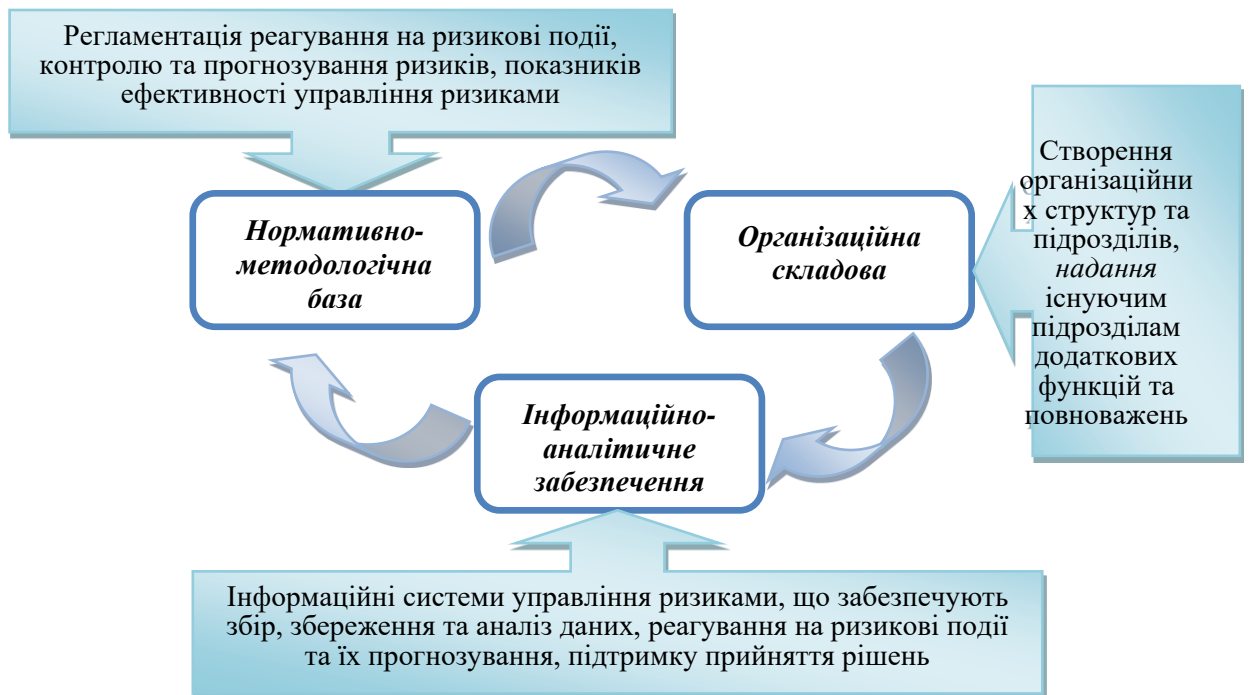 Регламентація реагування на ризикові події,
контролю та прогнозування ризиків, показників
ефективності управління ризиками
Нормативно-
методологічна
база
Організаційна
складова
Створення
організаційни
х структур та
підрозділів,
надання
існуючим
підрозділам
додаткових
функцій та
повноважень
Інформаційно-
аналітичне
забезпечення
Інформаційні системи управління ризиками, що забезпечують
збір, збереження та аналіз даних, реагування на ризикові події
та їх прогнозування, підтримку прийняття рішень